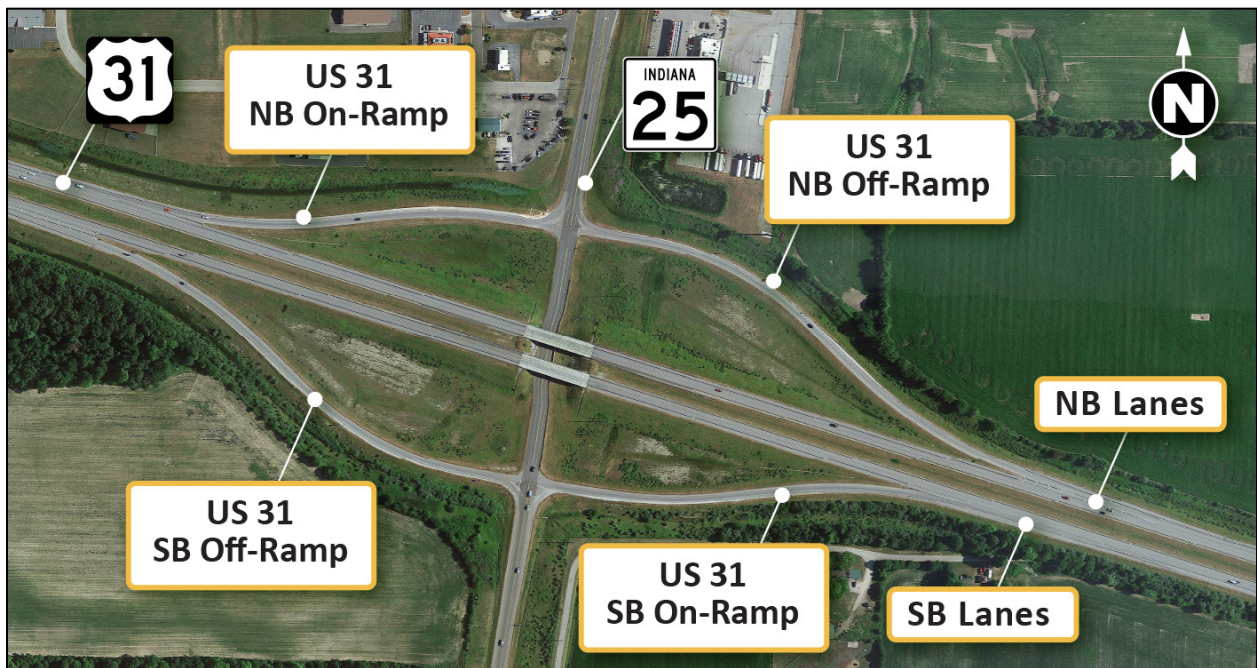 31
US 31
NB On-Ramp
INDIANA
25
US 31
NB Off-Ramp
N
NB Lanes
US 31
SB Off-Ramp
US 31
SB On-Ramp
SB Lanes